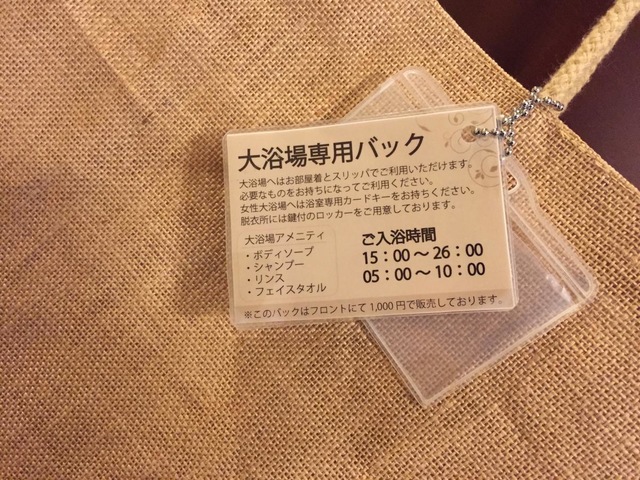 大浴場専用バック
大浴場へはお部屋着とスリッパでご利用いただけます。
必要なものをお持ちになってご利用ください。
女性大浴場へは浴室専用カードキーをお持ちください。
脱衣所には鍵付のロッカーをご用意しております。
大浴場アメニティ
・ボディソープ
・シャンプー
・リンス
・フェイスタオル
ご入浴時間
15：00～26：00
05：00～10：00
※このバックはフロントにて1,000円で販売しております。